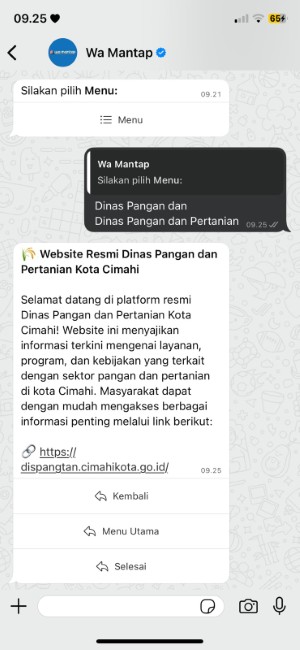 09.25
65
Wa Mantap
Silakan pilih Menu:
09.21
Menu
Wa Mantap
Silakan pilih Menu:
Dinas Pangan dan
Dinas Pangan dan Pertanian
09.25
Website Resmi Dinas Pangan dan
Pertanian Kota Cimahi
Selamat datang di platform resmi
Dinas Pangan dan Pertanian Kota
Cimahi! Website ini menyajikan
informasi terkini mengenai layanan,
program, dan kebijakan yang terkait
dengan sektor pangan dan pertanian
di kota Cimahi. Masyarakat dapat
dengan mudah mengakses berbagai
informasi penting melalui link berikut:
https://
dispangtan.cimahikota.go.id/
09.25
Kembali
Menu Utama
Selesai